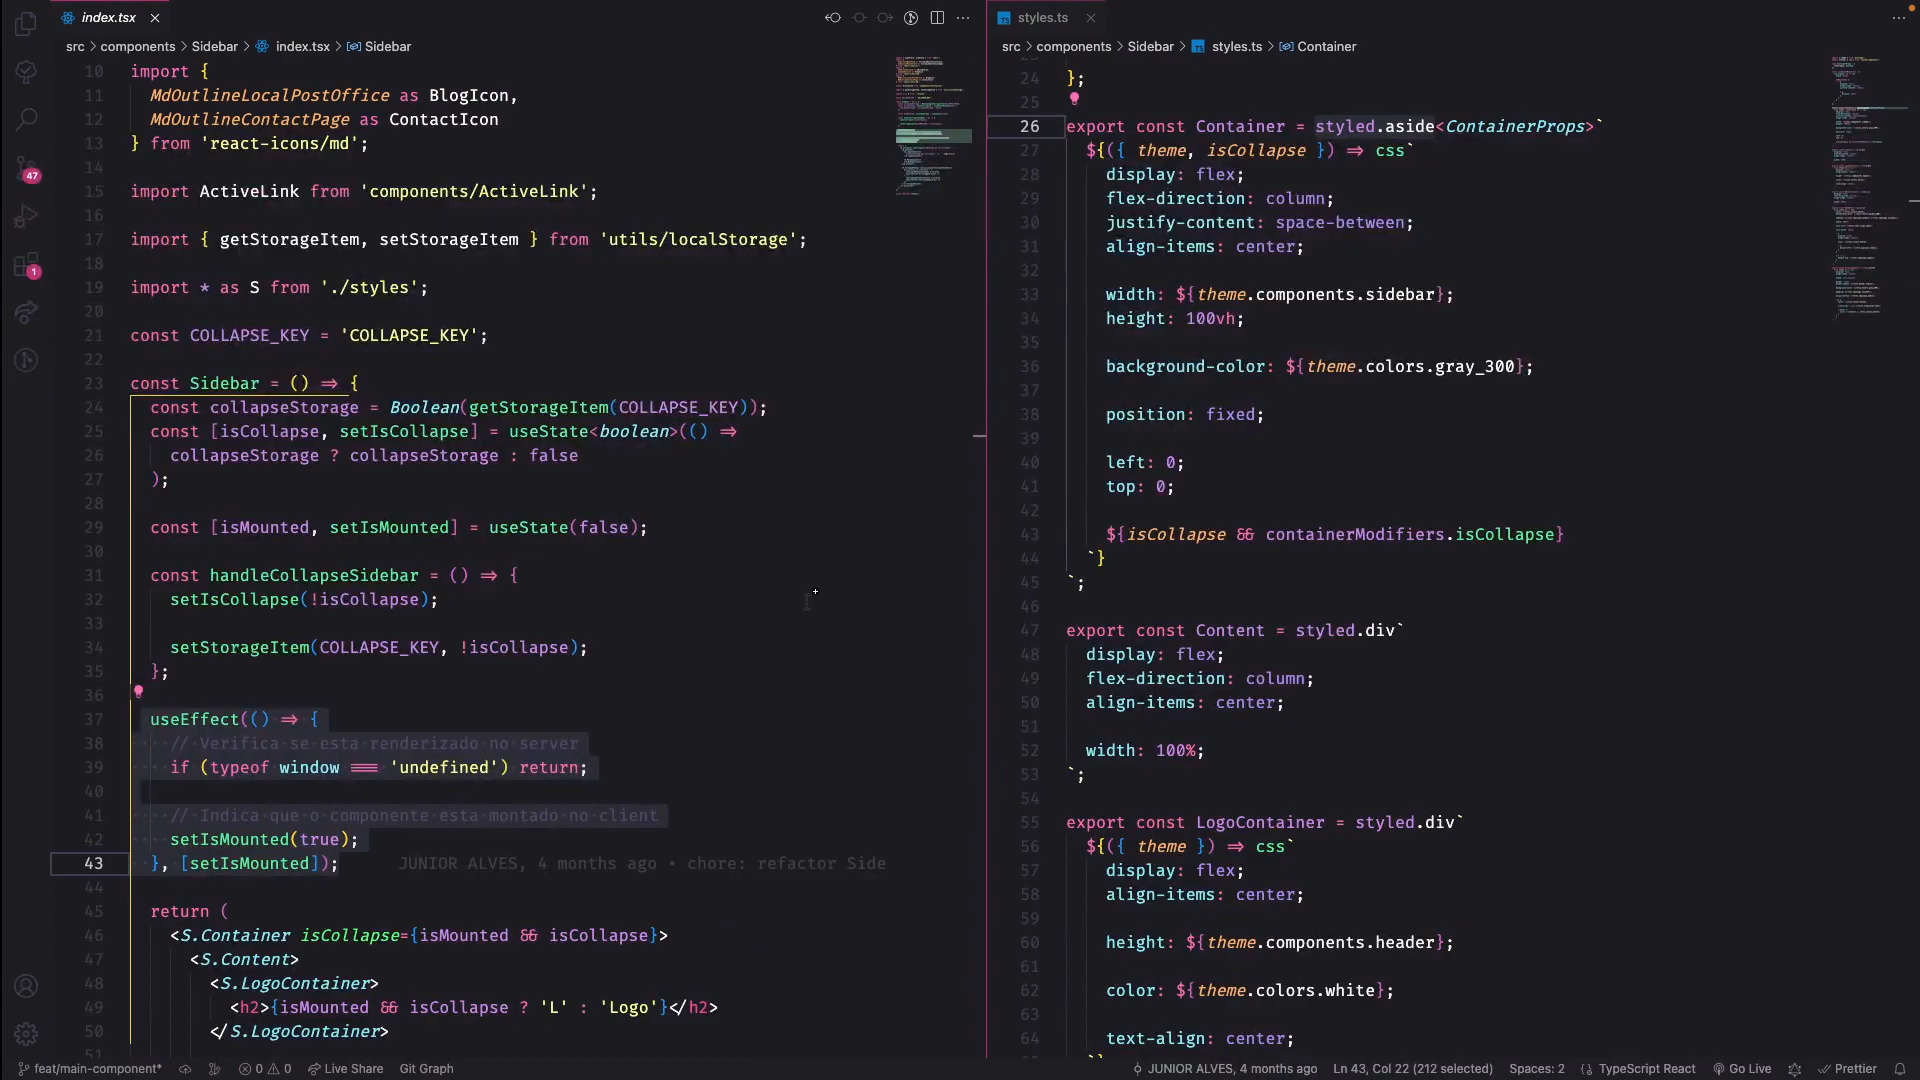 index.tsx
src > components > Sidebar > index.tsx > Sidebar
10 import {
11 MdOutlineLocalPostOffice as BlogIcon,
12 MdOutlineContactPage as ContactIcon
13 } from 'react-icons/md';
14
15 import ActiveLink from 'components/ActiveLink';
16
17 import { getStorageItem, setStorageItem } from 'utils/localStorage';
18
19 import * as S from './styles';
20
21 const COLLAPSE_KEY = 'COLLAPSE_KEY';
22
23 const Sidebar = () => {
24 const collapseStorage = Boolean(getStorageItem(COLLAPSE_KEY));
25 const [isCollapse, setIsCollapse] = useState<boolean>(() =>
26 collapseStorage ? collapseStorage : false
27 );
28
29 const [isMounted, setIsMounted] = useState(false);
30
31 const handleCollapseSidebar = () => {
32 setIsCollapse(!isCollapse);
33
34 setStorageItem(COLLAPSE_KEY, !isCollapse);
35 };
36
37 useEffect(() => {
38 // Verifica se esta renderizado no server
39 if (typeof window === 'undefined') return;
40
41 // Indica que o componente esta montado no client
42 setIsMounted(true);
43 }, [setIsMounted]); JUNIOR ALVES, 4 months ago • chore: refactor Side
44
45 return (
46 <S.Container isCollapse={isMounted && isCollapse}>
47 <S.Content>
48 <S.LogoContainer>
49 <h2>{isMounted && isCollapse ? 'L' : 'Logo'}</h2>
50 </S.LogoContainer>
styles.ts
src > components > Sidebar > styles.ts > Container
24 };
25
26 export const Container = styled.aside<ContainerProps>`
27 ${({ theme, isCollapse }) => css`
28 display: flex;
29 flex-direction: column;
30 justify-content: space-between;
31 align-items: center;
32
33 width: ${theme.components.sidebar};
34 height: 100vh;
35
36 background-color: ${theme.colors.gray_300};
37
38 position: fixed;
39
40 left: 0;
41 top: 0;
42
43 ${isCollapse && containerModifiers.isCollapse}
44 `}
45 `;
46
47 export const Content = styled.div`
48 display: flex;
49 flex-direction: column;
50 align-items: center;
51
52 width: 100%;
53 `;
54
55 export const LogoContainer = styled.div`
56 ${({ theme }) => css`
57 display: flex;
58 align-items: center;
59
60 height: ${theme.components.header};
61
62 color: ${theme.colors.white};
63
64 text-align: center;
47
1
feat/main-component* 0 0 Live Share Git Graph JUNIOR ALVES, 4 months ago Ln 43, Col 22 (212 selected) Spaces: 2 TypeScript React Go Live Prettier